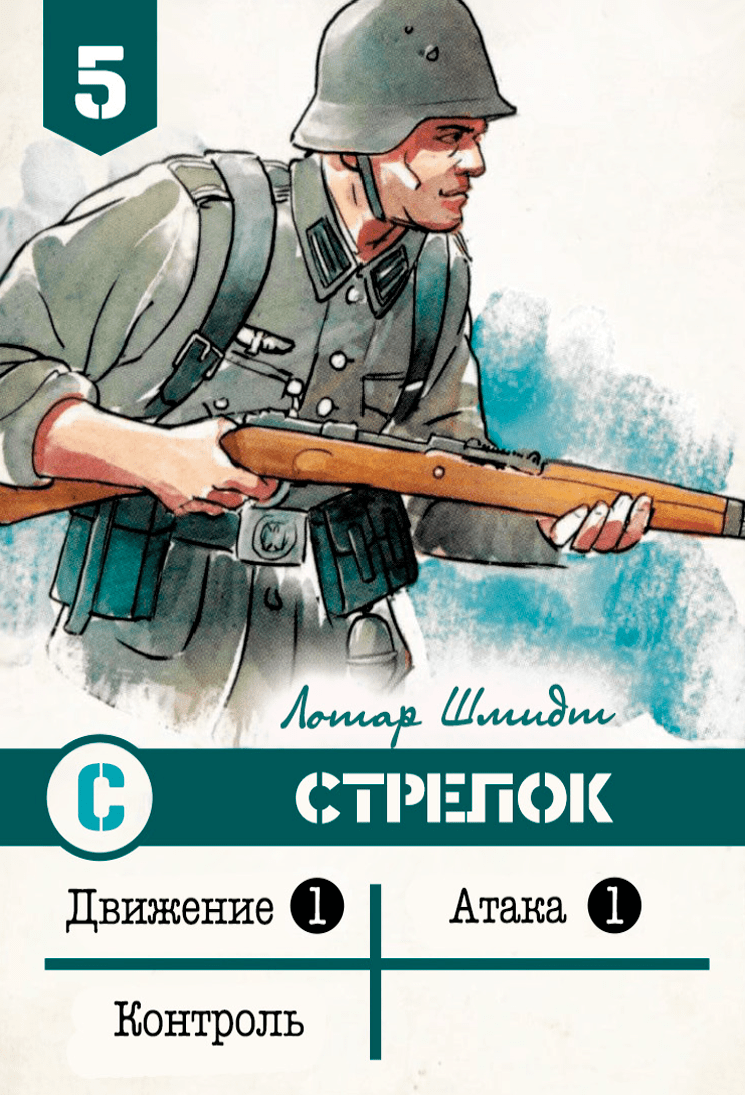 5
Лотар Шмидт
С
СТРЕЛОК
Движение 1
Атака 1
Контроль